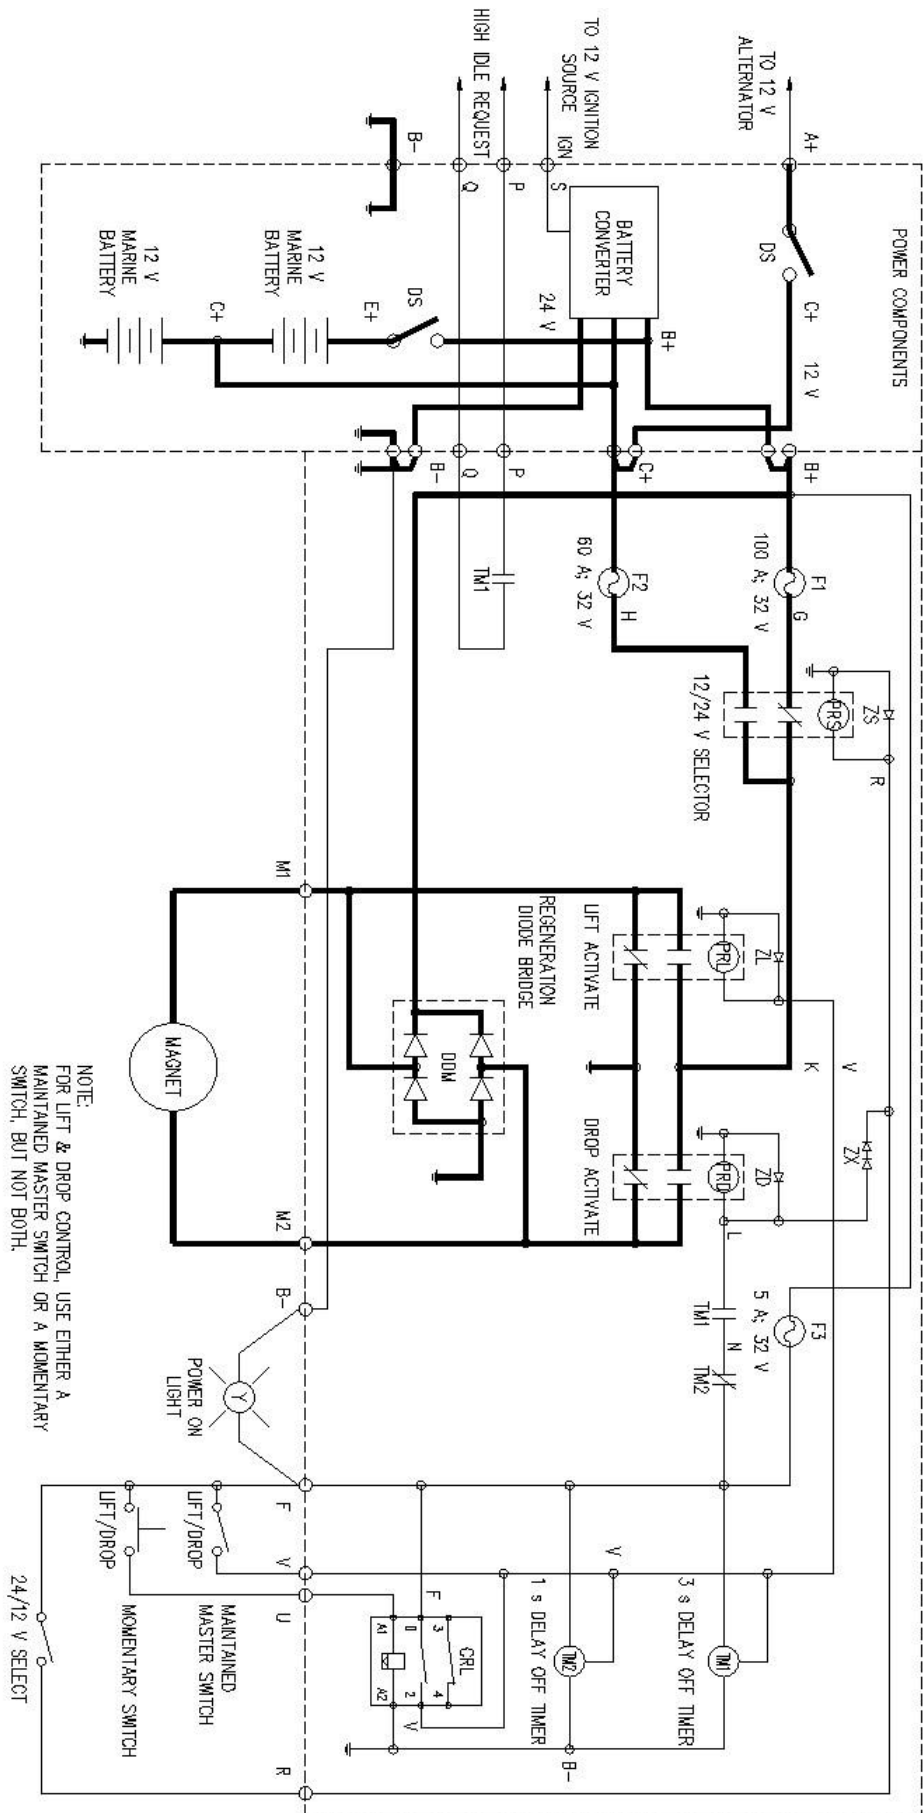 POWER COMPONENTS
TO 12 V
ALTERNATOR
A+
DS
C+
12 V
TO 12 V IGNITION
SOURCE
IGN
S
BATTERY
CONVERTER
24 V
B+
HIGH IDLE REQUEST
P
Q
B-
DS
E+
12 V
MARINE
BATTERY
C+
12 V
MARINE
BATTERY
B+
C+
P
Q
B-
F1
G
100 A; 32 V
F2
H
60 A; 32 V
TM1
ZS
PRS
R
12/24 V SELECTOR
ZL
PRL
V
LIFT ACTIVATE
K
ZX
ZD
PRD
L
DROP ACTIVATE
REGENERATION
DIODE BRIDGE
DDM
M1
MAGNET
M2
F3
5 A; 32 V
TM1
N
TM2
B-
Y
POWER ON
LIGHT
F
V
U
R
TM1
3 s DELAY OFF TIMER
V
TM2
1 s DELAY OFF TIMER
B-
CRL
F
3
4
0
2
V
A1
A2
LIFT/DROP
MAINTAINED
MASTER SWITCH
LIFT/DROP
MOMENTARY SWITCH
24/12 V SELECT
NOTE:
FOR LIFT & DROP CONTROL, USE EITHER A
MAINTAINED MASTER SWITCH OR A MOMENTARY
SWITCH, BUT NOT BOTH.